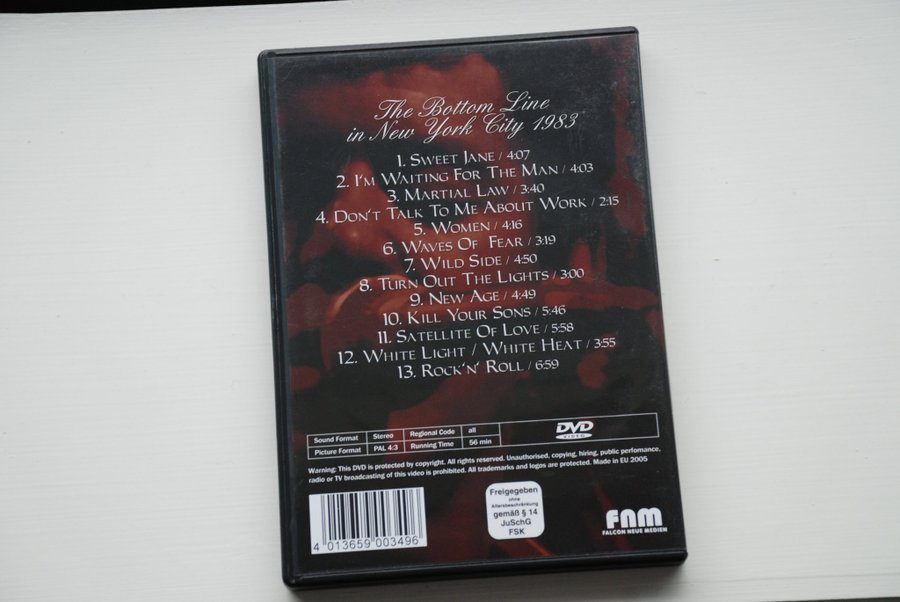 The Bottom Line
in New York City 1983
1. Sweet Jane / 4:07
2. I'm Waiting For The Man / 4:03
3. Martial Law / 3:40
4. Don't Talk To Me About Work / 2:15
5. Women / 4:16
6. Waves Of Fear / 3:19
7. Wild Side / 4:50
8. Turn Out The Lights / 3:00
9. New Age / 4:49
10. Kill Your Sons / 5:46
11. Satellite Of Love / 5:58
12. White Light / White Heat / 3:55
13. Rock'n' Roll / 6:59
Sound Format Stereo Regional Code all
Picture Format PAL 4:3 Running Time 56 min
DVD
VIDEO
Warning: This DVD is protected by copyright. All rights reserved. Unauthorised, copying, hiring, public perfomance.
radio or TV broadcasting of this video is prohibited. All trademarks and logos are protected. Made in EU 2005
4 013659 003496
Freigegeben
ohne
Altersbeschränkung
gemäß § 14
JuSchG
FSK
FNM
FALCON NEUE MEDIEN